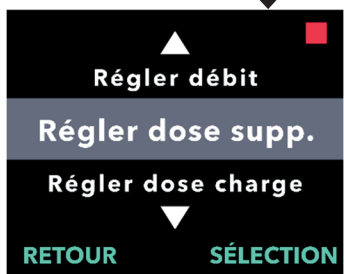 Régler débit
Régler dose supp.
Régler dose charge
RETOUR SÉLECTION